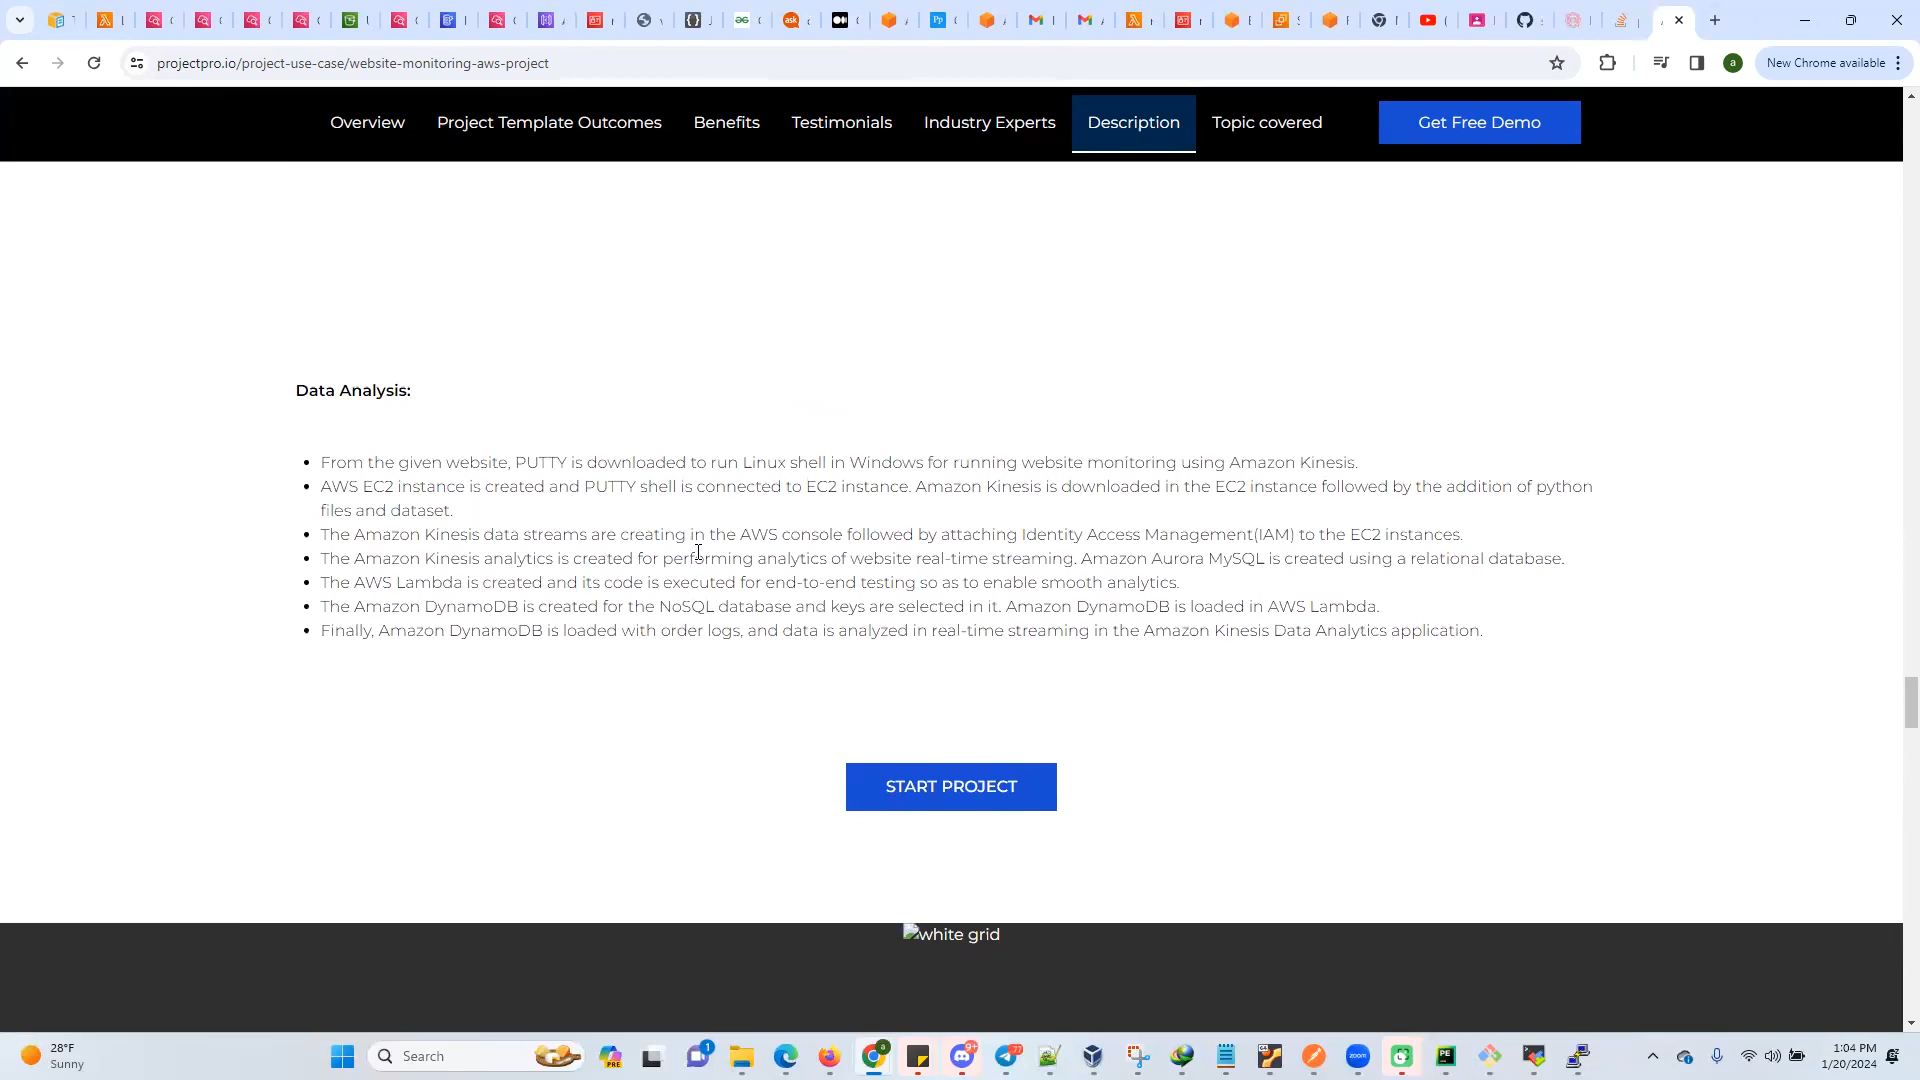 projectpro.io/project-use-case/website-monitoring-aws-project
a
New Chrome available
Overview
Project Template Outcomes
Benefits
Testimonials
Industry Experts
Description
Topic covered
Get Free Demo
Data Analysis:
From the given website, PUTTY is downloaded to run Linux shell in Windows for running website monitoring using Amazon Kinesis.
AWS EC2 instance is created and PUTTY shell is connected to EC2 instance. Amazon Kinesis is downloaded in the EC2 instance followed by the addition of python
files and dataset.
The Amazon Kinesis data streams are creating in the AWS console followed by attaching Identity Access Management(IAM) to the EC2 instances.
The Amazon Kinesis analytics is created for performing analytics of website real-time streaming. Amazon Aurora MySQL is created using a relational database.
The AWS Lambda is created and its code is executed for end-to-end testing so as to enable smooth analytics.
The Amazon DynamoDB is created for the NoSQL database and keys are selected in it. Amazon DynamoDB is loaded in AWS Lambda.
Finally, Amazon DynamoDB is loaded with order logs, and data is analyzed in real-time streaming in the Amazon Kinesis Data Analytics application.
START PROJECT
white grid
28°F
Sunny
Search
1:04 PM
1/20/2024